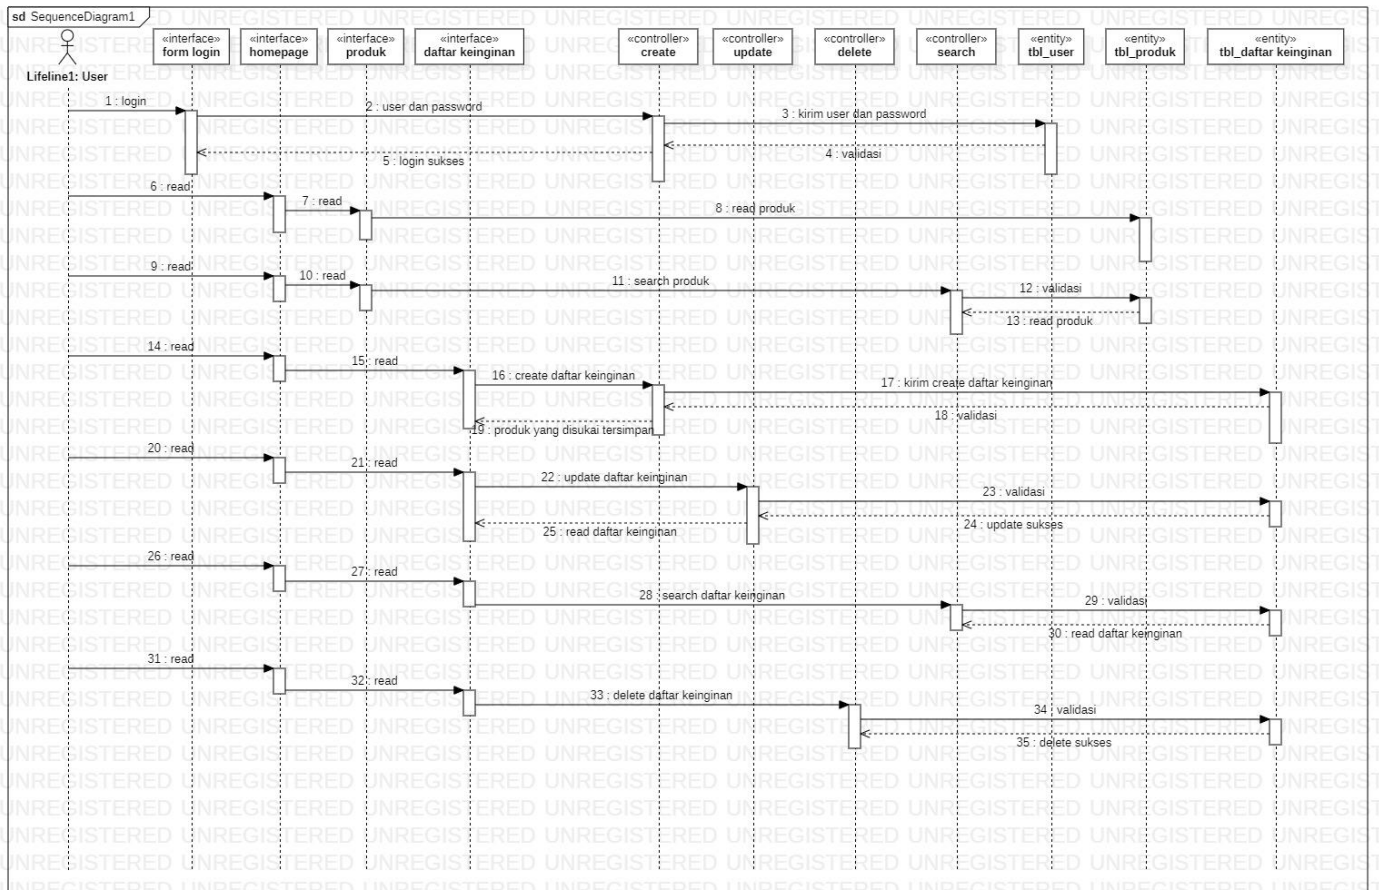 sd SequenceDiagram1
Lifeline1: User
«interface»
form login
«interface»
homepage
«interface»
produk
«interface»
daftar keinginan
«controller»
create
«controller»
update
«controller»
delete
«controller»
search
«entity»
tbl_user
«entity»
tbl_produk
«entity»
tbl_daftar keinginan
1 : login
2 : user dan password
3 : kirim user dan password
4 : validasi
5 : login sukses
6 : read
7 : read
8 : read produk
9 : read
10 : read
11 : search produk
12 : validasi
13 : read produk
14 : read
15 : read
16 : create daftar keinginan
17 : kirim create daftar keinginan
18 : validasi
19 : produk yang disukai tersimpan
20 : read
21 : read
22 : update daftar keinginan
23 : validasi
24 : update sukses
25 : read daftar keinginan
26 : read
27 : read
28 : search daftar keinginan
29 : validasi
30 : read daftar keinginan
31 : read
32 : read
33 : delete daftar keinginan
34 : validasi
35 : delete sukses
UNREGISTERED